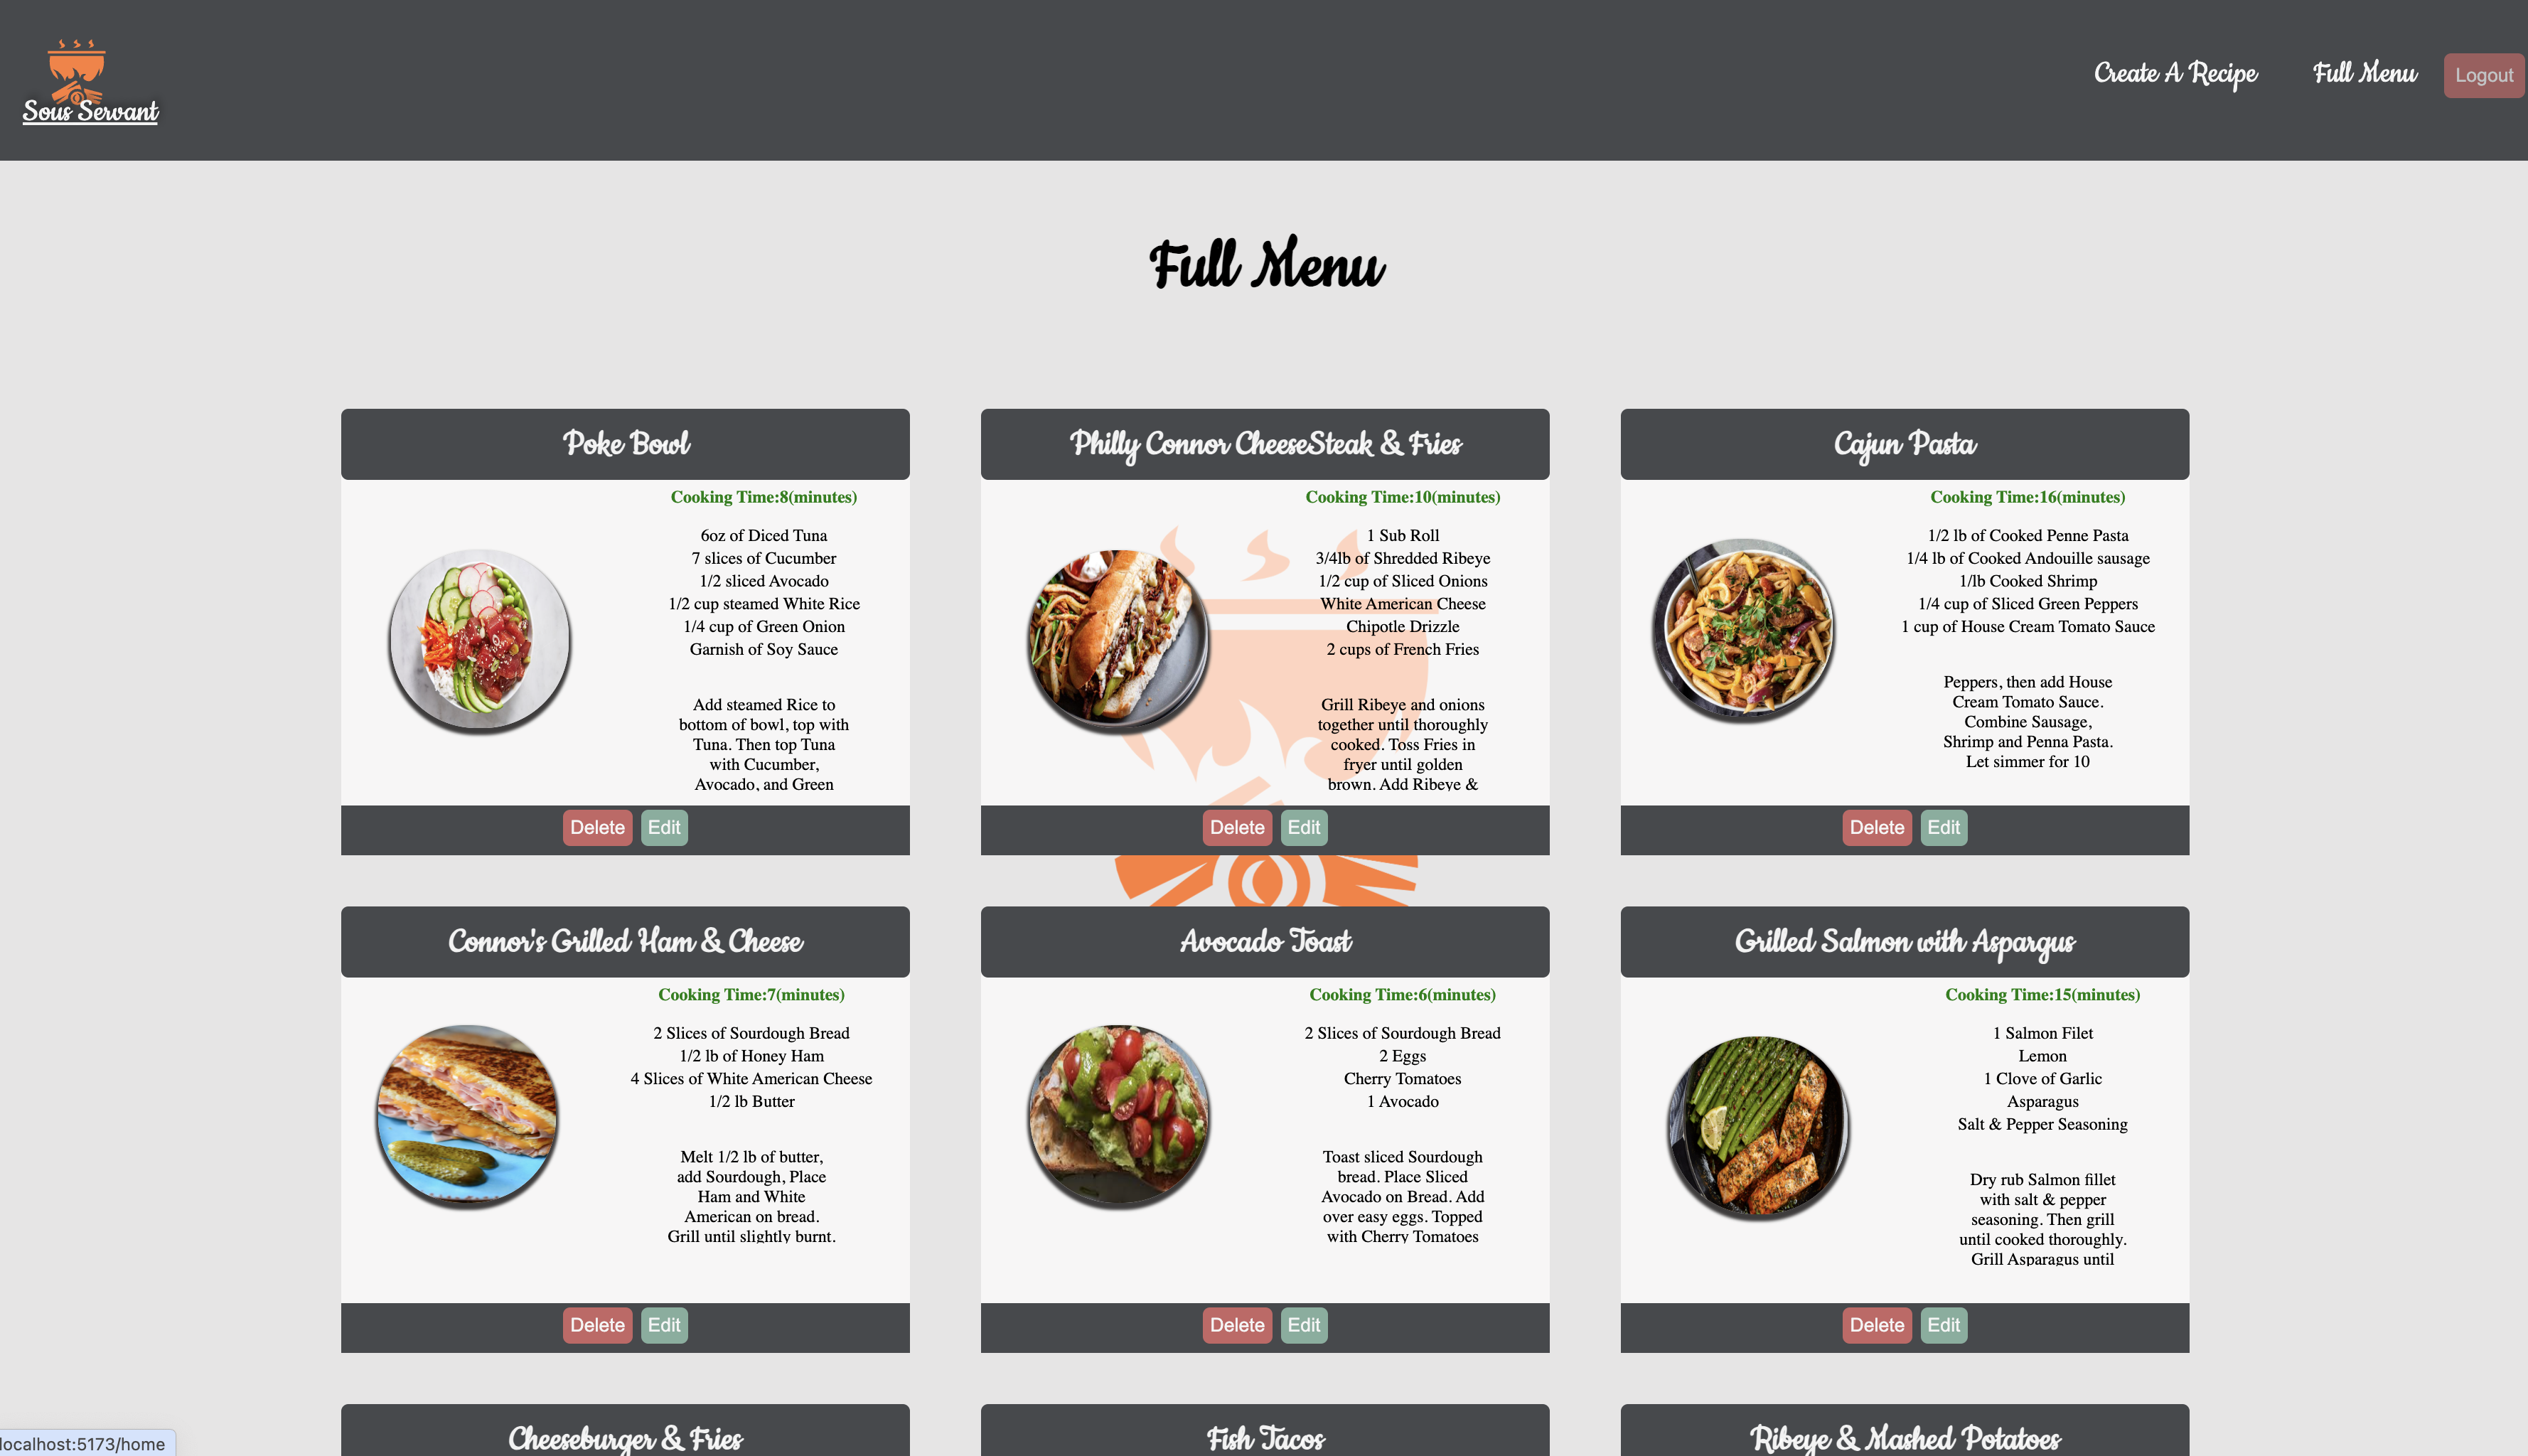 Sous Servant
Create A Recipe
Full Menu
Logout
Full Menu
Poke Bowl
Cooking Time:8(minutes)
6oz of Diced Tuna
7 slices of Cucumber
1/2 sliced Avocado
1/2 cup steamed White Rice
1/4 cup of Green Onion
Garnish of Soy Sauce
Add steamed Rice to
bottom of bowl, top with
Tuna. Then top Tuna
with Cucumber,
Avocado, and Green
Delete
Edit
Philly Connor CheeseSteak & Fries
Cooking Time:10(minutes)
1 Sub Roll
3/4lb of Shredded Ribeye
1/2 cup of Sliced Onions
White American Cheese
Chipotle Drizzle
2 cups of French Fries
Grill Ribeye and onions
together until thoroughly
cooked. Toss Fries in
fryer until golden
brown. Add Ribeye &
Delete
Edit
Cajun Pasta
Cooking Time:16(minutes)
1/2 lb of Cooked Penne Pasta
1/4 lb of Cooked Andouille sausage
1/lb Cooked Shrimp
1/4 cup of Sliced Green Peppers
1 cup of House Cream Tomato Sauce
Peppers, then add House
Cream Tomato Sauce.
Combine Sausage,
Shrimp and Penna Pasta.
Let simmer for 10
Delete
Edit
Connor's Grilled Ham & Cheese
Cooking Time:7(minutes)
2 Slices of Sourdough Bread
1/2 lb of Honey Ham
4 Slices of White American Cheese
1/2 lb Butter
Melt 1/2 lb of butter,
add Sourdough, Place
Ham and White
American on bread.
Grill until slightly burnt.
Delete
Edit
Avocado Toast
Cooking Time:6(minutes)
2 Slices of Sourdough Bread
2 Eggs
Cherry Tomatoes
1 Avocado
Toast sliced Sourdough
bread. Place Sliced
Avocado on Bread. Add
over easy eggs. Topped
with Cherry Tomatoes
Delete
Edit
Grilled Salmon with Aspargus
Cooking Time:15(minutes)
1 Salmon Filet
Lemon
1 Clove of Garlic
Asparagus
Salt & Pepper Seasoning
Dry rub Salmon fillet
with salt & pepper
seasoning. Then grill
until cooked thoroughly.
Grill Asparagus until
Delete
Edit
Cheeseburger & Fries
Fish Tacos
Ribeye & Mashed Potatoes
localhost:5173/home